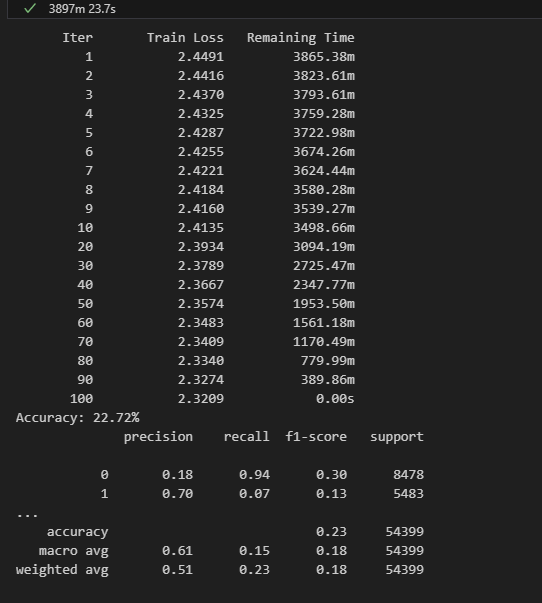 3897m 23.7s
Iter Train Loss Remaining Time
1 2.4491 3865.38m
2 2.4416 3823.61m
3 2.4370 3793.61m
4 2.4325 3759.28m
5 2.4287 3722.98m
6 2.4255 3674.26m
7 2.4221 3624.44m
8 2.4184 3580.28m
9 2.4160 3539.27m
10 2.4135 3498.66m
20 2.3934 3094.19m
30 2.3789 2725.47m
40 2.3667 2347.77m
50 2.3574 1953.50m
60 2.3483 1561.18m
70 2.3409 1170.49m
80 2.3340 779.99m
90 2.3274 389.86m
100 2.3209 0.00s
Accuracy: 22.72%
precision recall f1-score support
0 0.18 0.94 0.30 8478
1 0.70 0.07 0.13 5483
...
accuracy 0.23 54399
macro avg 0.61 0.15 0.18 54399
weighted avg 0.51 0.23 0.18 54399